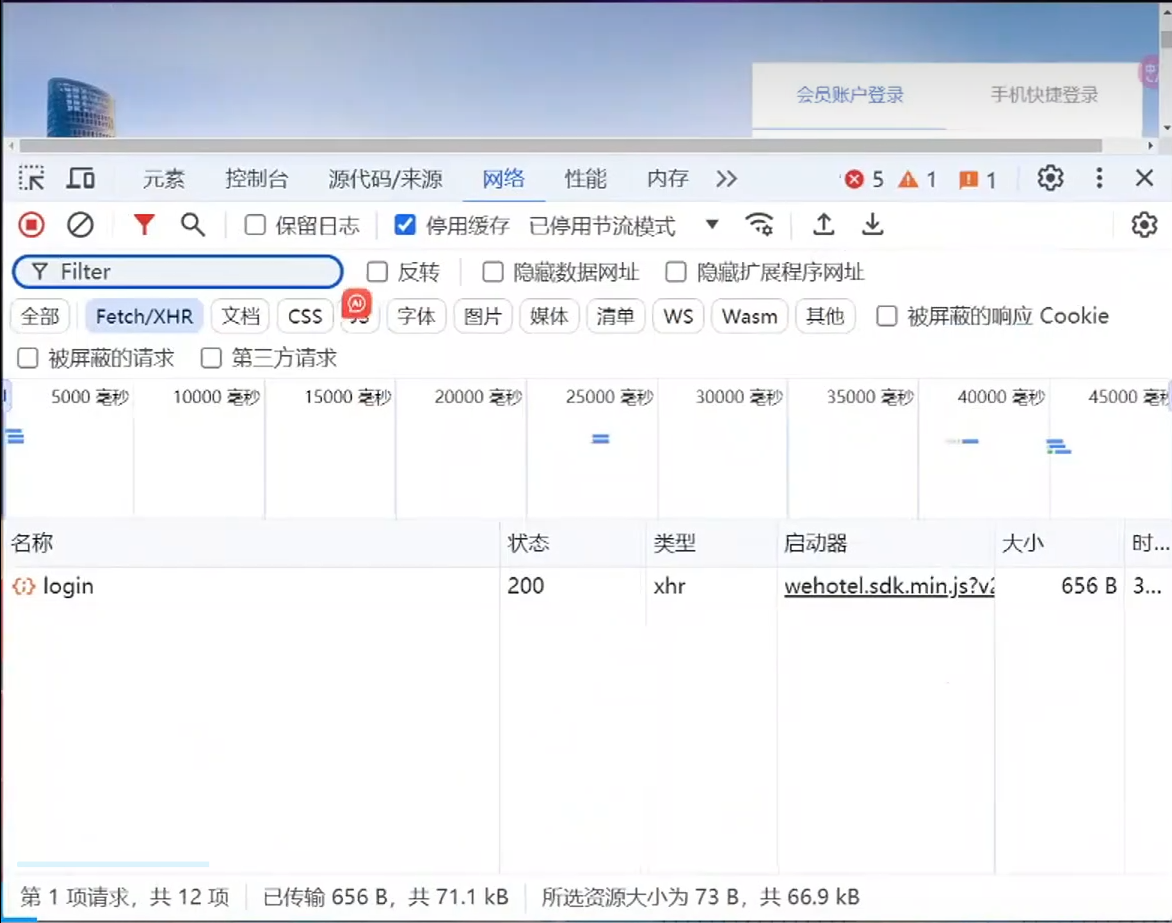 会员账户登录 手机快捷登录
元素 控制台 源代码/来源 网络 性能 内存 5 1 1
保留日志 停用缓存 已停用节流模式
Filter 反转 隐藏数据网址 隐藏扩展程序网址
全部 Fetch/XHR 文档 CSS JS 字体 图片 媒体 清单 WS Wasm 其他 被屏蔽的响应 Cookie
被屏蔽的请求 第三方请求
5000 毫秒 10000 毫秒 15000 毫秒 20000 毫秒 25000 毫秒 30000 毫秒 35000 毫秒 40000 毫秒 45000 毫秒
名称 状态 类型 启动器 大小 时...
login 200 xhr wehotel.sdk.min.js?v2 656 B 3...
第 1 项请求，共 12 项 已传输 656 B，共 71.1 kB 所选资源大小为 73 B，共 66.9 kB